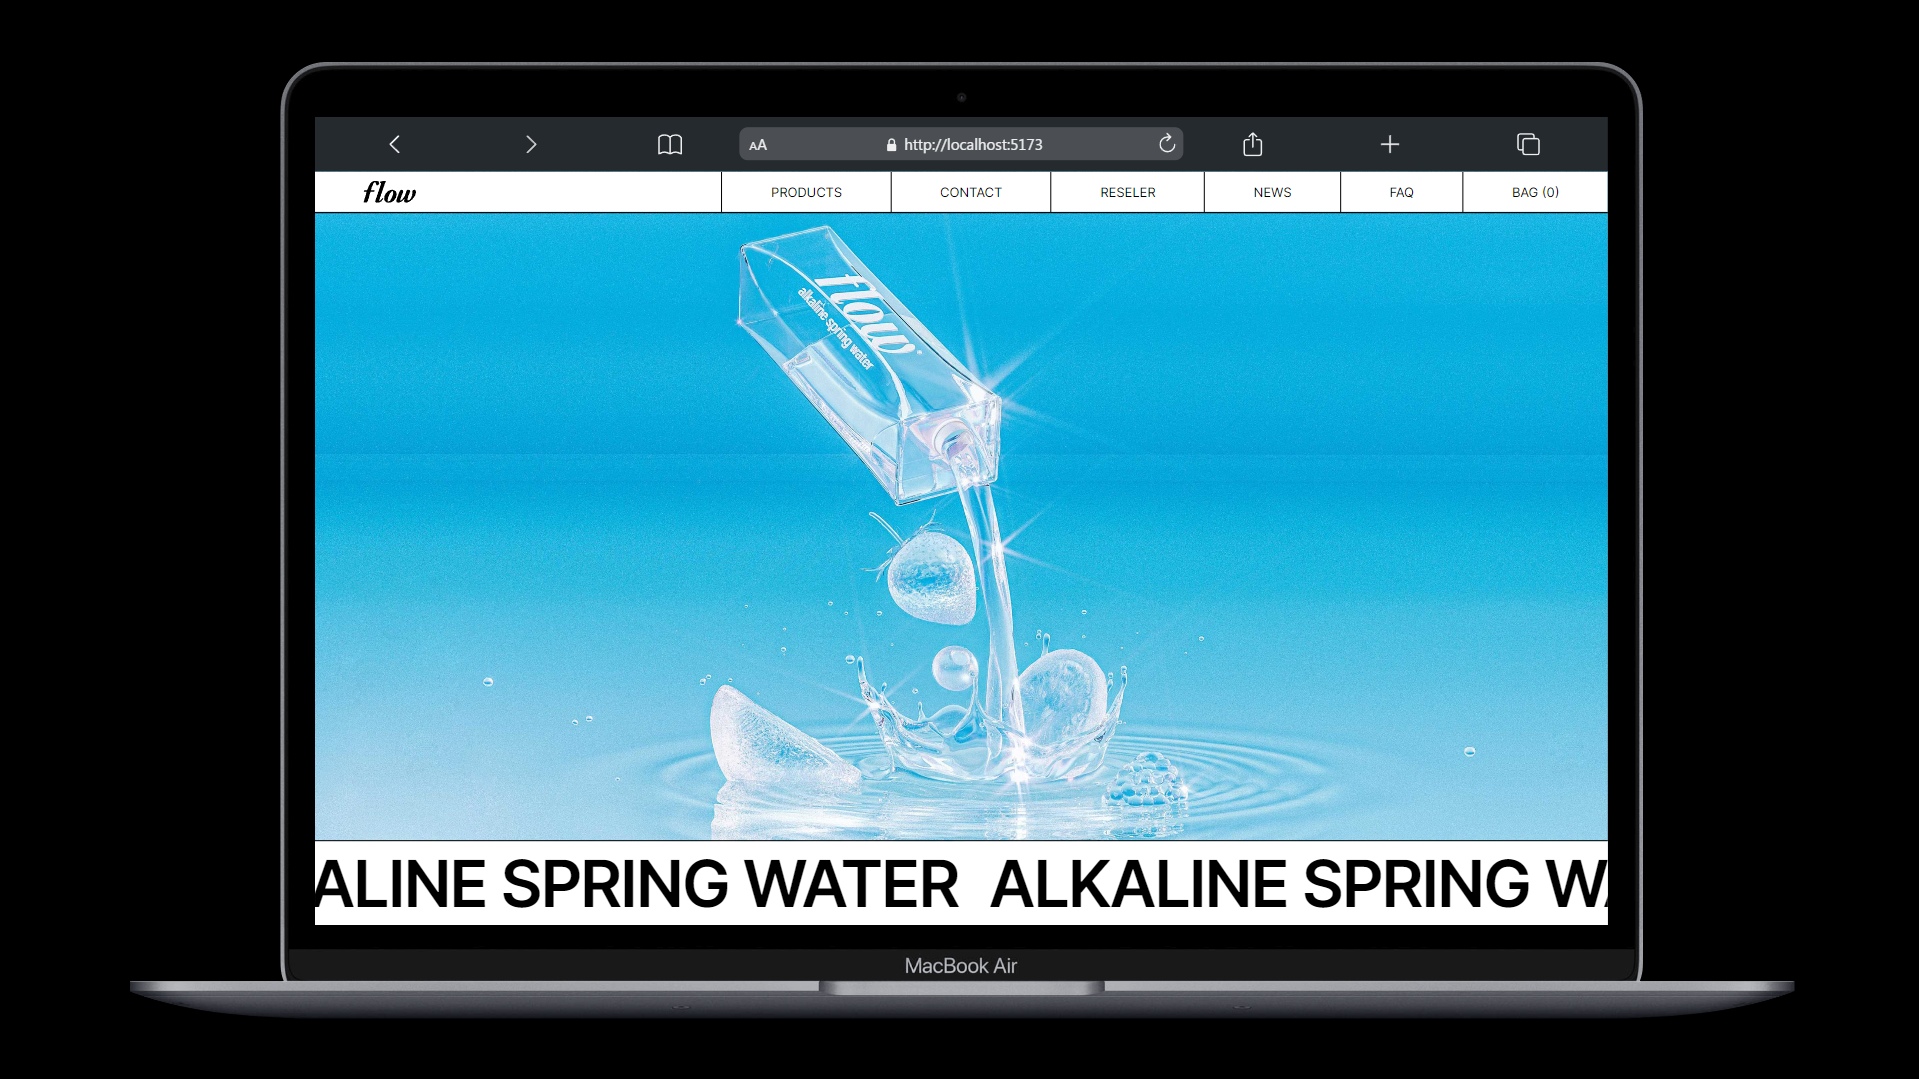 AA http://localhost:5173
flow PRODUCTS CONTACT RESELER NEWS FAQ BAG (0)
flow
alkaline spring water
ALINE SPRING WATER ALKALINE SPRING W
MacBook Air